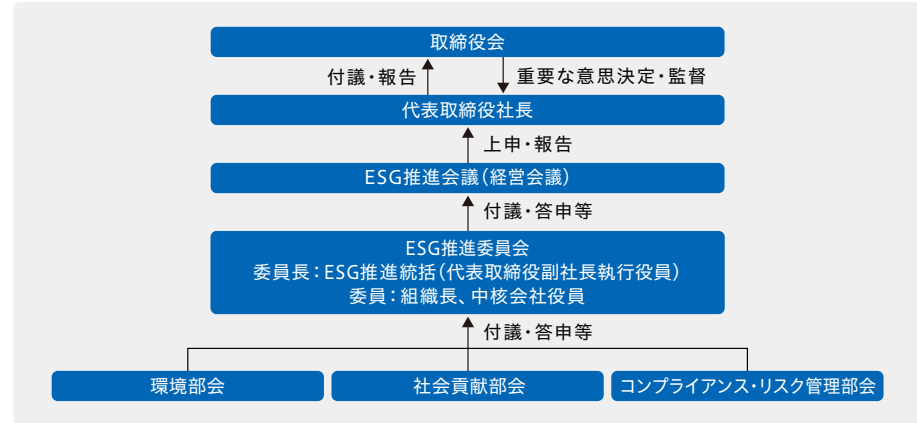 取締役会
付議・報告
重要な意思決定・監督
代表取締役社長
上申・報告
ESG推進会議(経営会議)
付議・答申等
ESG推進委員会
委員長:ESG推進統括(代表取締役副社長執行役員)
委員:組織長、中核会社役員
付議・答申等
環境部会
社会貢献部会
コンプライアンス・リスク管理部会